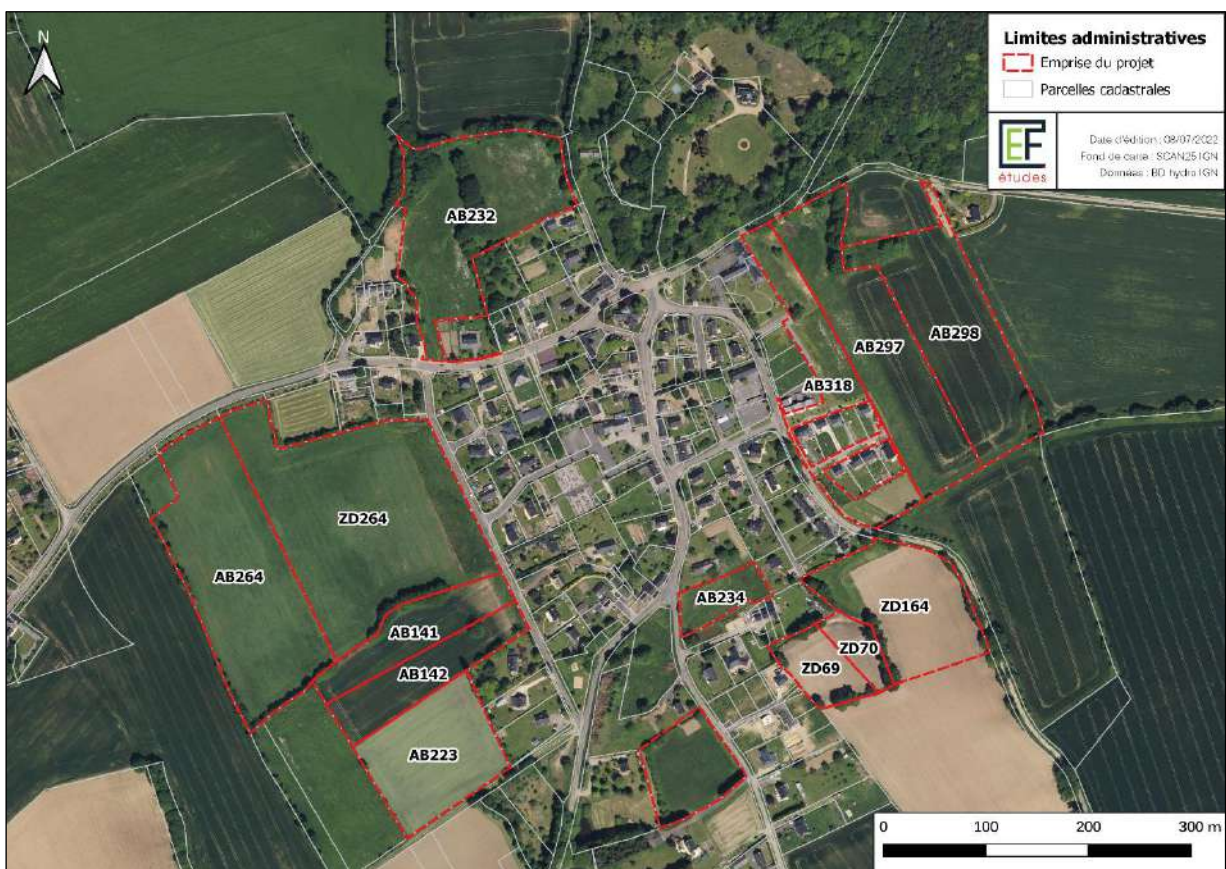 N
Limites administratives
Emprise du projet
Parcelles cadastrales
EF
études
Date d'édition : 08/07/2022
Fond de carte : SCAN25 IGN
Données : BD hydro IGN
AB232
AB297
AB298
AB318
ZD264
AB264
AB141
AB142
AB223
AB234
ZD164
ZD70
ZD69
0 100 200 300 m